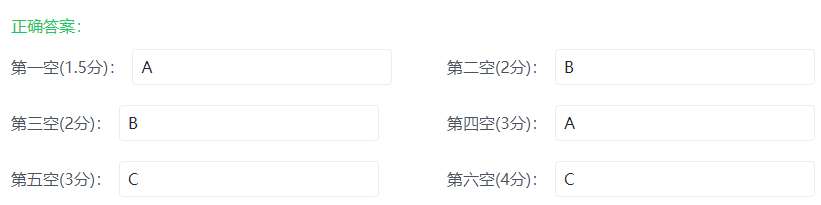 正确答案：
第一空(1.5分)： A 第二空(2分)： B
第三空(2分)： B 第四空(3分)： A
第五空(3分)： C 第六空(4分)： C